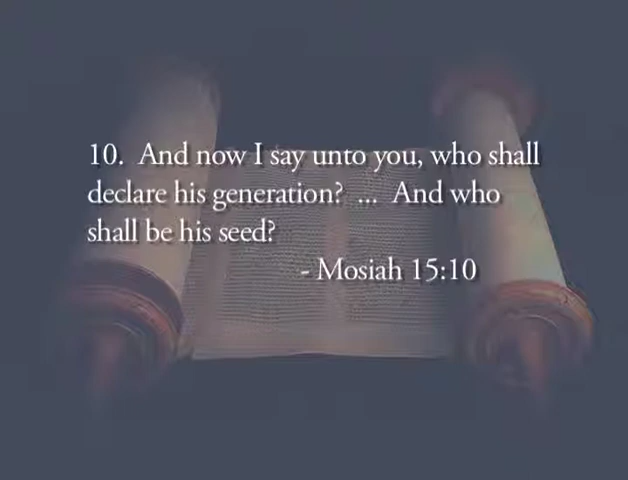 10. And now I say unto you, who shall
declare his generation? ... And who
shall be his seed?
- Mosiah 15:10